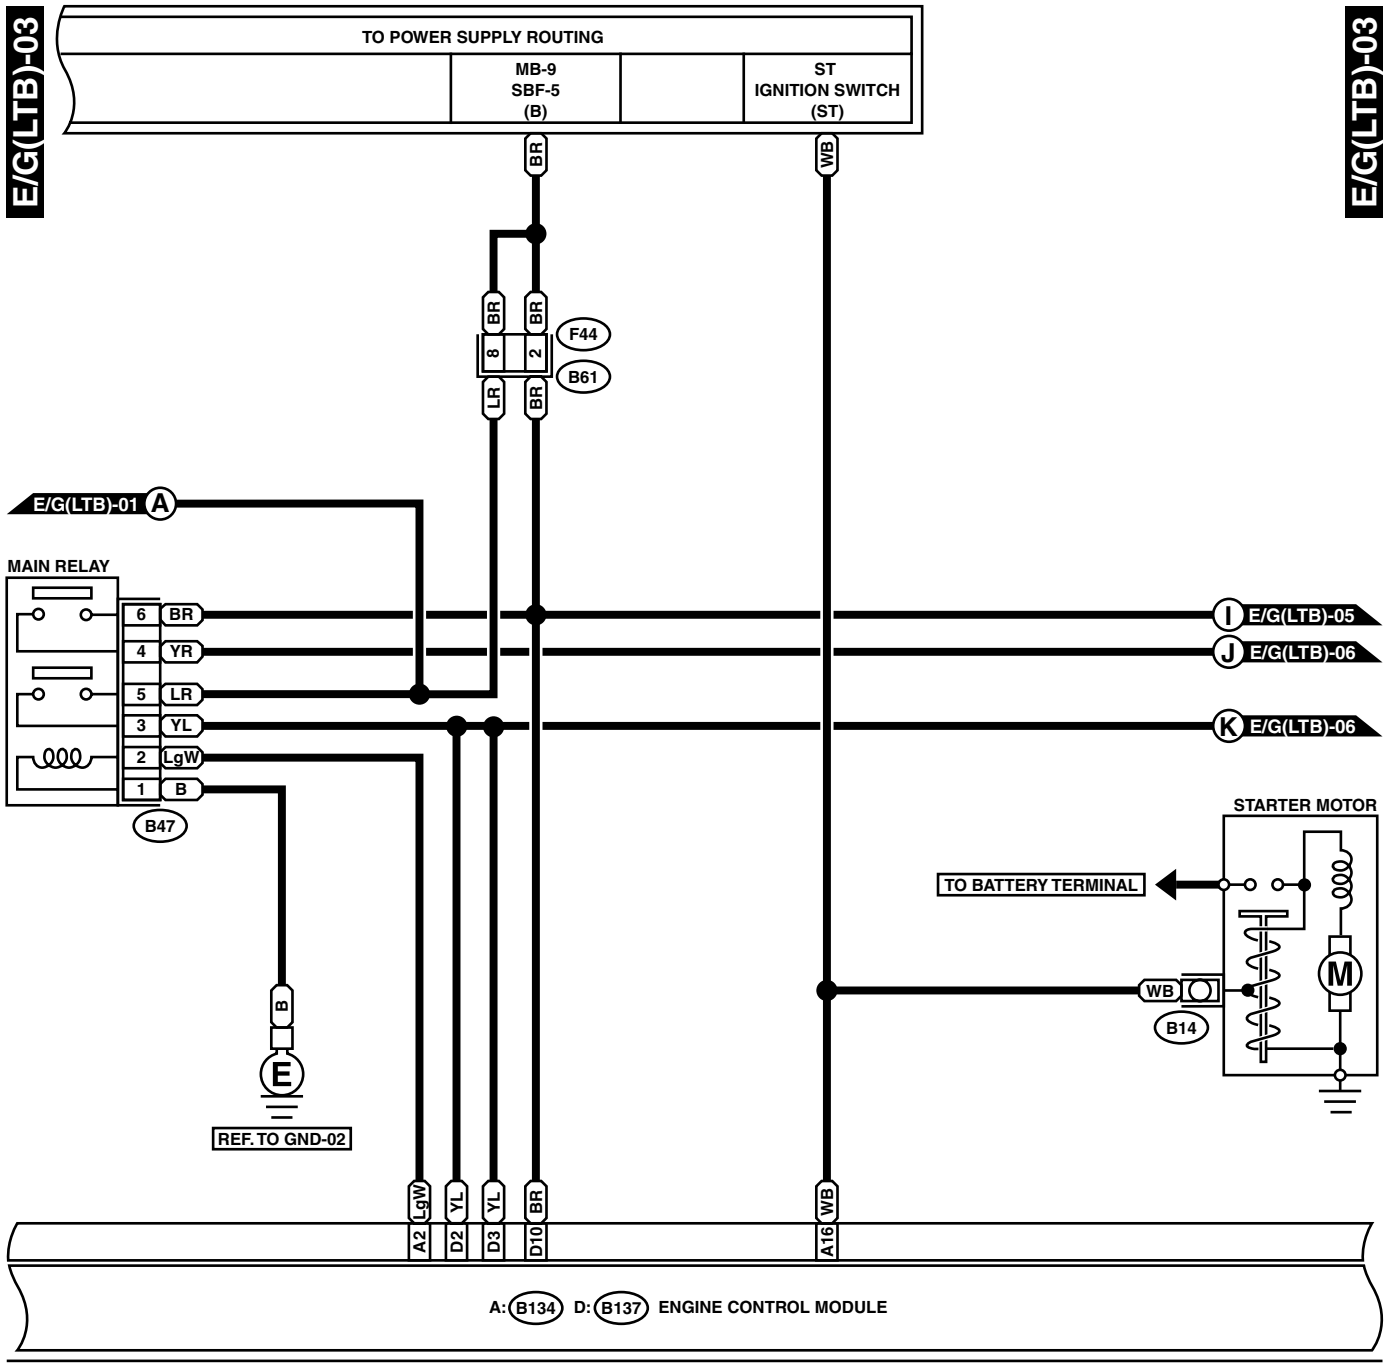 E/G(LTB)-03
E/G(LTB)-03
TO POWER SUPPLY ROUTING
MB-9
SBF-5
(B)
ST
IGNITION SWITCH
(ST)
BR
WB
BR
BR
F44
8
2
B61
LR
BR
E/G(LTB)-01
A
MAIN RELAY
6
BR
I
E/G(LTB)-05
4
YR
J
E/G(LTB)-06
5
LR
3
YL
K
E/G(LTB)-06
2
LgW
1
B
B47
STARTER MOTOR
TO BATTERY TERMINAL
M
WB
B14
B
E
REF. TO GND-02
LgW
YL
YL
BR
WB
A2
D2
D3
D10
A16
A: B134 D: B137 ENGINE CONTROL MODULE